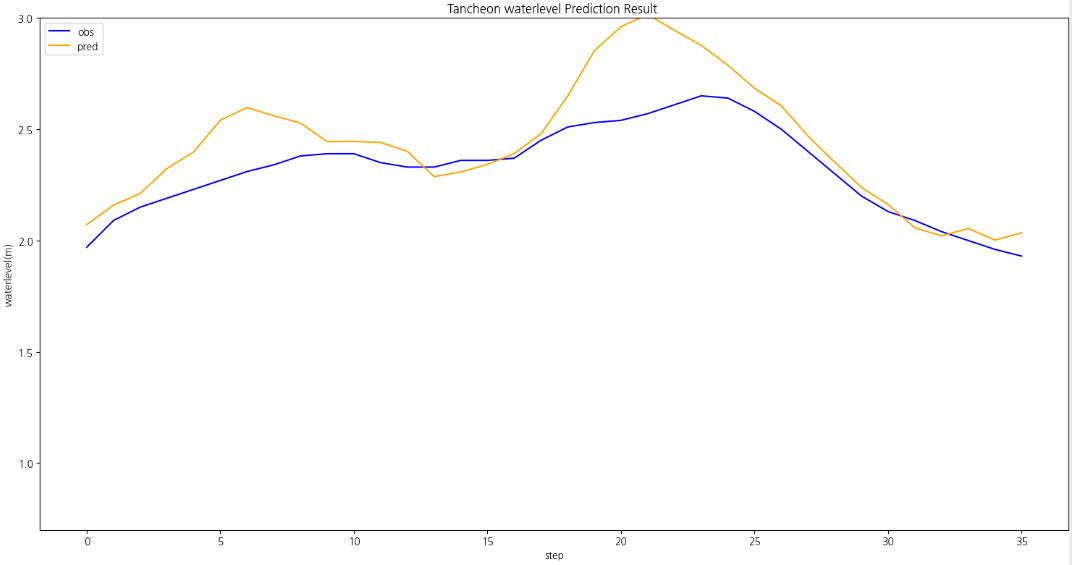 Tancheon waterlevel Prediction Result
obs
pred
waterlevel(m)
3.0
2.5
2.0
1.5
1.0
0 5 10 15 20 25 30 35
step